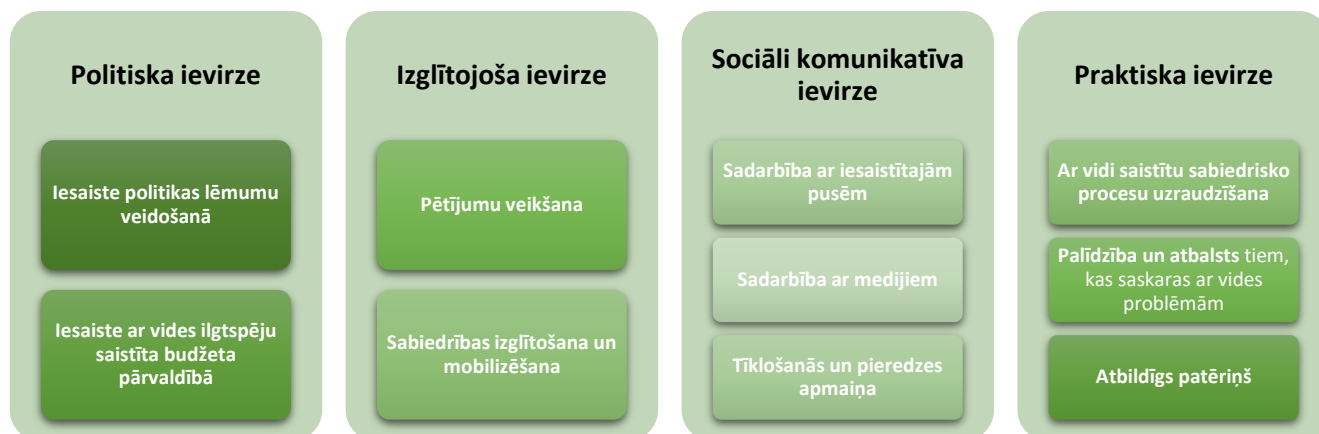 Politiska ievirze
Iesaiste politikas lēmumu
veidošanā
Iesaiste ar vides ilgtspēju
saistīta budžeta
pārvaldībā
Izglītojoša ievirze
Pētījumu veikšana
Sabiedrības izglītošana un
mobilizēšana
Sociāli komunikatīva
ievirze
Sadarbība ar iesaistītajām
pusēm
Sadarbība ar medijiem
Tīklošanās un pieredzes
apmaiņa
Praktiska ievirze
Ar vidi saistītu sabiedrisko
procesu uzraudzīšana
Palīdzība un atbalsts tiem,
kas saskaras ar vides
problēmām
Atbildīgs patēriņš